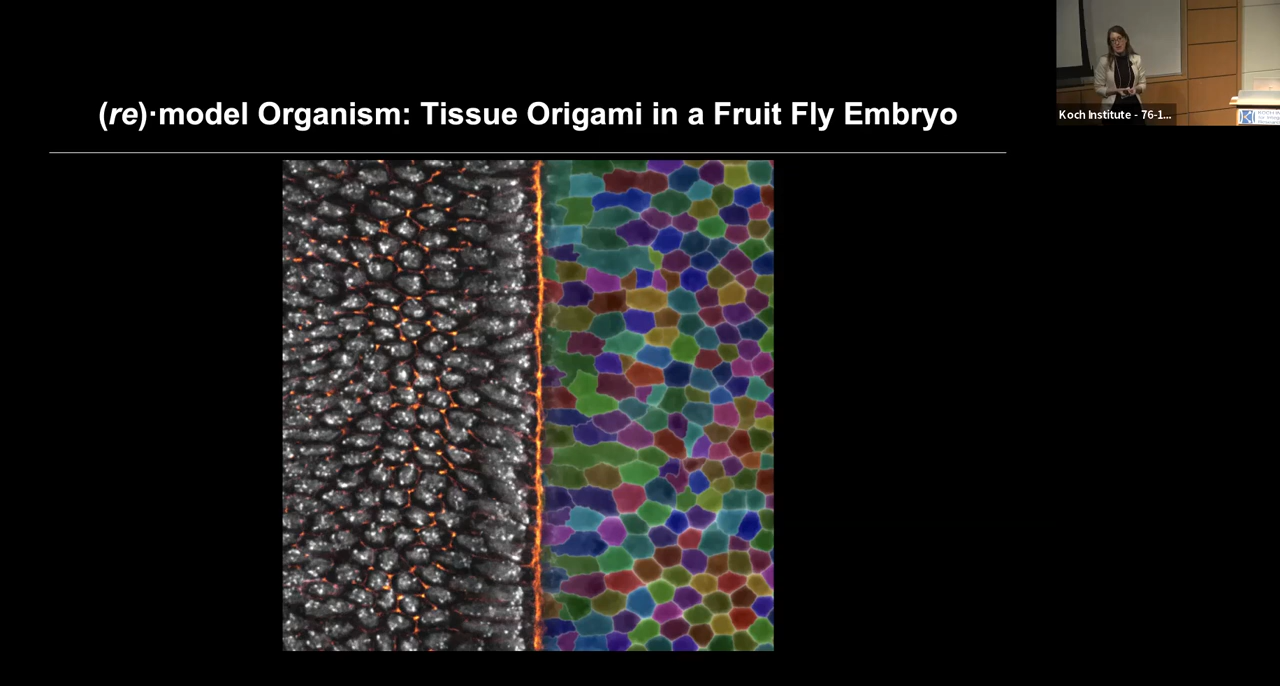 (re)·model Organism: Tissue Origami in a Fruit Fly Embryo
Koch Institute - 76-1...